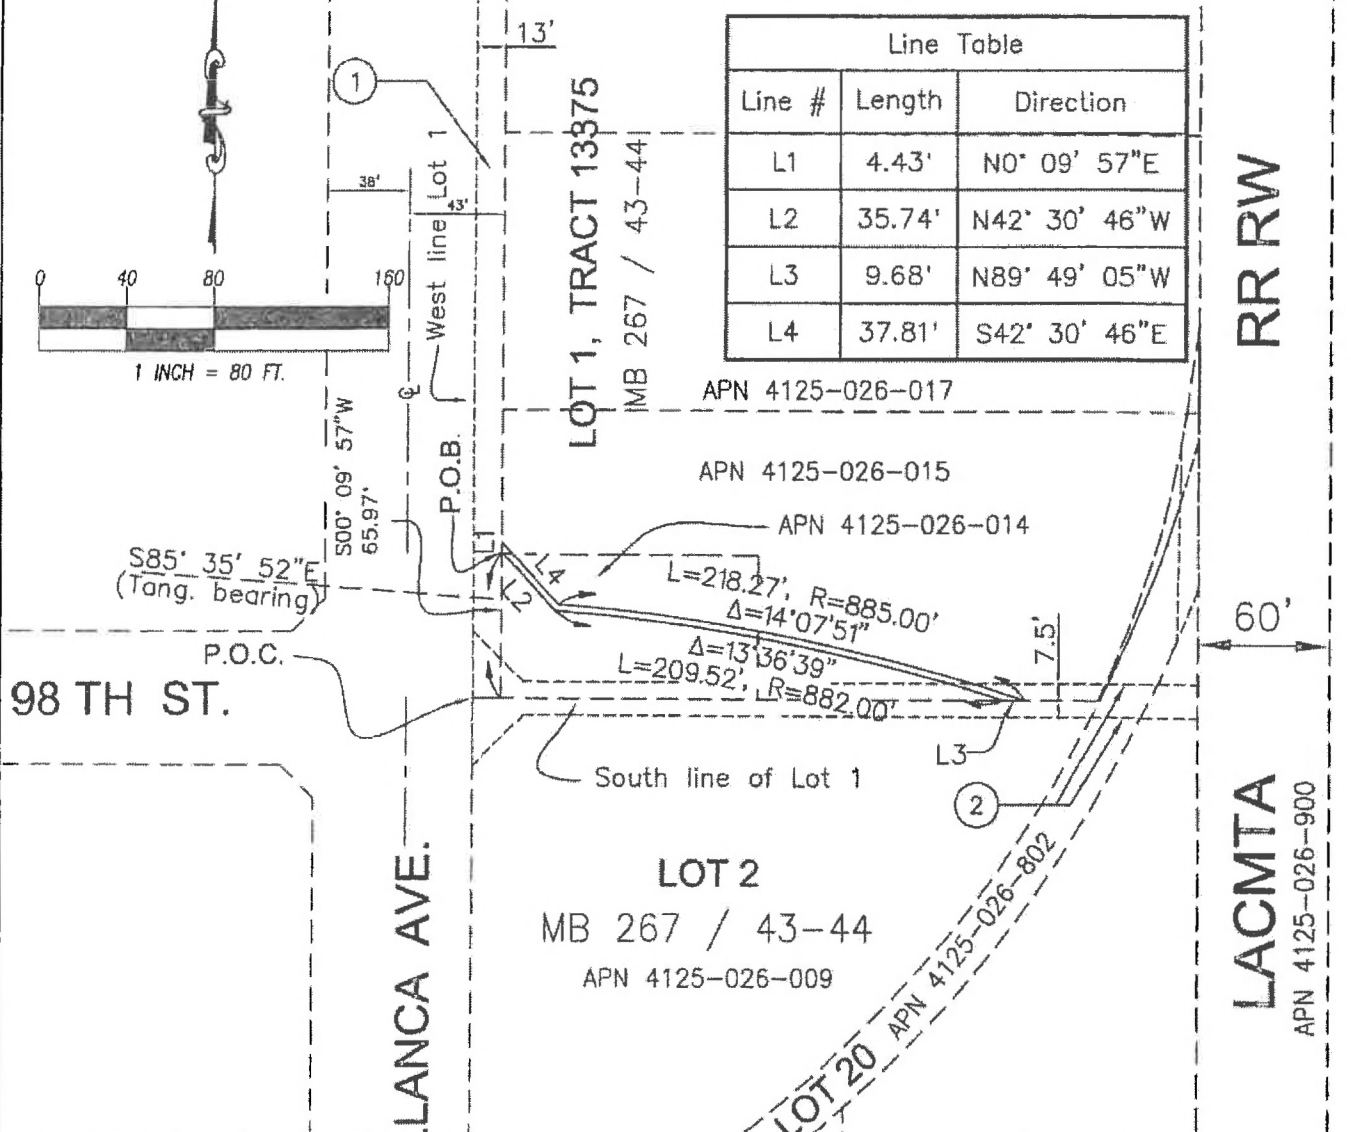 13'
1
Line Table
Line # Length Direction
L1 4.43' N0° 09' 57"E
L2 35.74' N42° 30' 46"W
L3 9.68' N89° 49' 05"W
L4 37.81' S42° 30' 46"E
38'
43'
West line Lot 1
LOT 1, TRACT 13375
MB 267 / 43-44
RR RW
0 40 80 160
1 INCH = 80 FT.
APN 4125-026-017
℄
S00° 09' 57"W
65.97'
P.O.B.
APN 4125-026-015
APN 4125-026-014
L1
L4
L2
S85° 35' 52"E
(Tang. bearing)
L=218.27', R=885.00'
Δ=14°07'51"
Δ=13°36'39"
L=209.52', R=882.00'
7.5'
60'
P.O.C.
98 TH ST.
L3
South line of Lot 1
2
LOT 2
MB 267 / 43-44
APN 4125-026-009
LLANCA AVE.
LOT 20 APN 4125-026-802
LACMTA
APN 4125-026-900